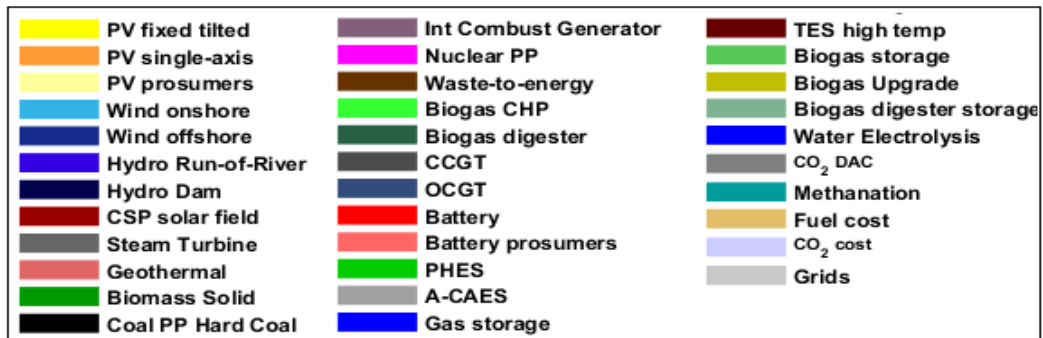 PV fixed tilted
PV single-axis
PV prosumers
Wind onshore
Wind offshore
Hydro Run-of-River
Hydro Dam
CSP solar field
Steam Turbine
Geothermal
Biomass Solid
Coal PP Hard Coal
Int Combust Generator
Nuclear PP
Waste-to-energy
Biogas CHP
Biogas digester
CCGT
OCGT
Battery
Battery prosumers
PHES
A-CAES
Gas storage
TES high temp
Biogas storage
Biogas Upgrade
Biogas digester storage
Water Electrolysis
CO₂ DAC
Methanation
Fuel cost
CO₂ cost
Grids